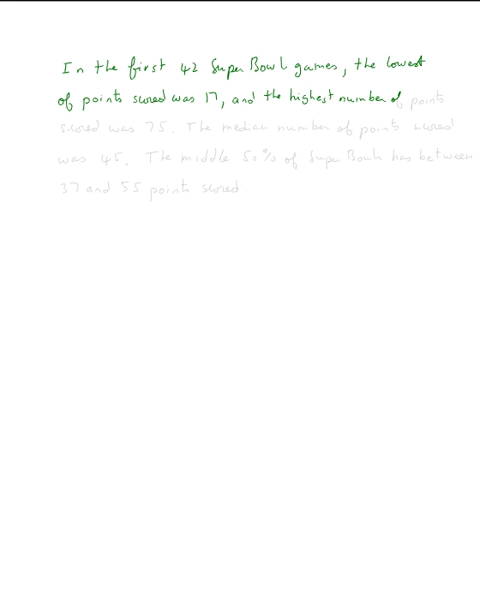 In the first 42 Super Bowl games, the lowest
of points scored was 17, and the highest number of points
scored was 75. The median number of points scored
was 45. The middle 50% of Super Bowls has between
37 and 55 points scored.